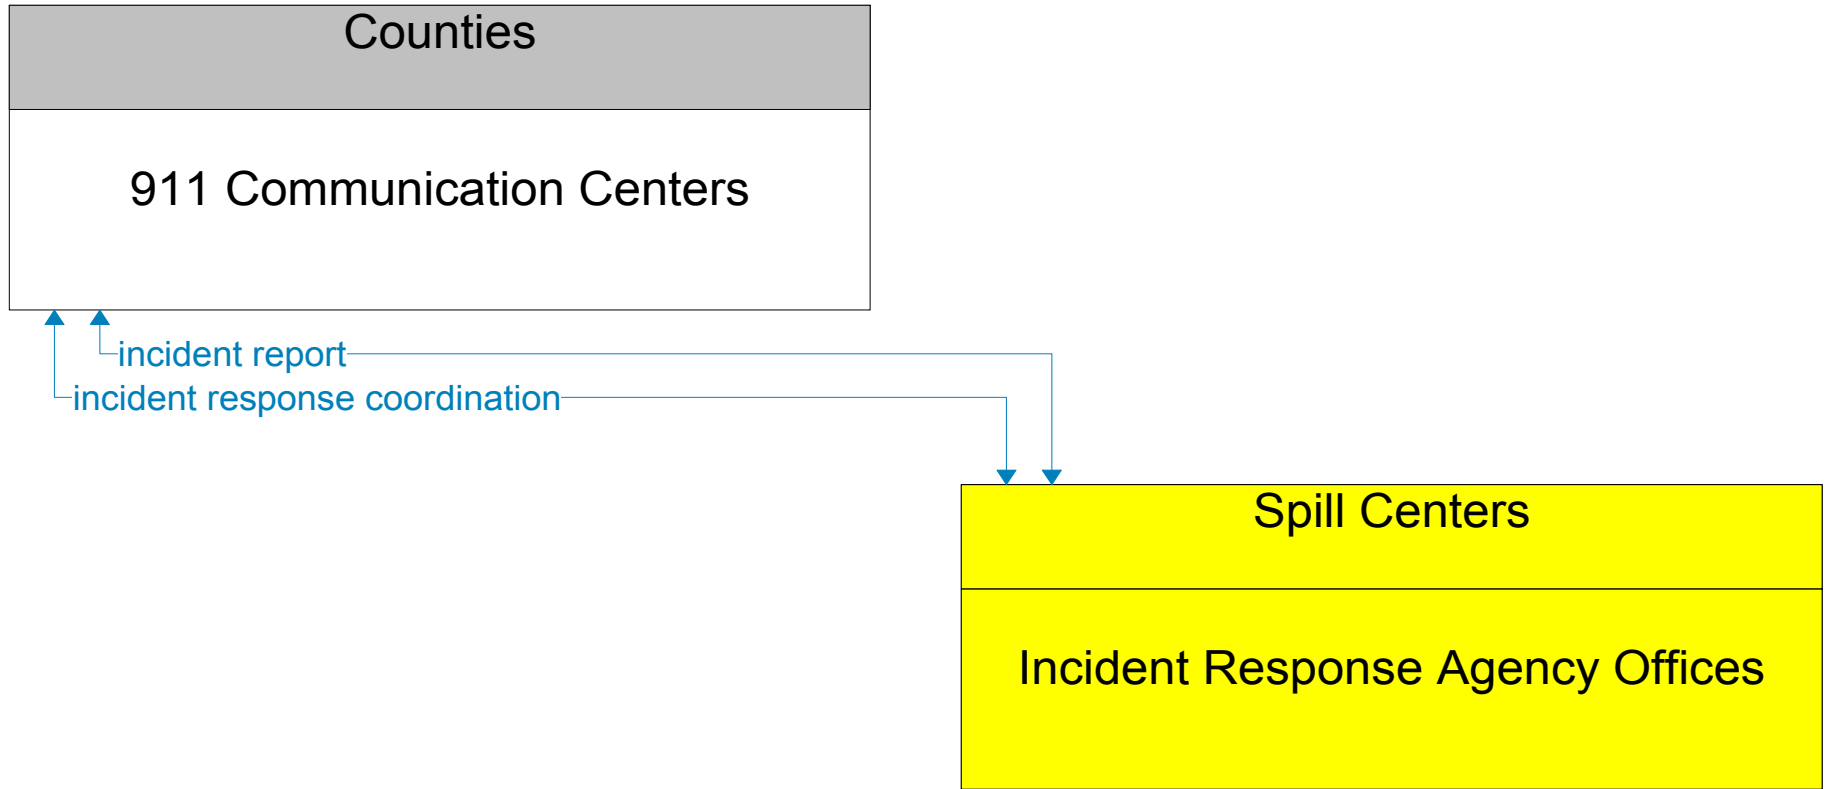 Counties
911 Communication Centers
incident report
incident response coordination
Spill Centers
Incident Response Agency Offices